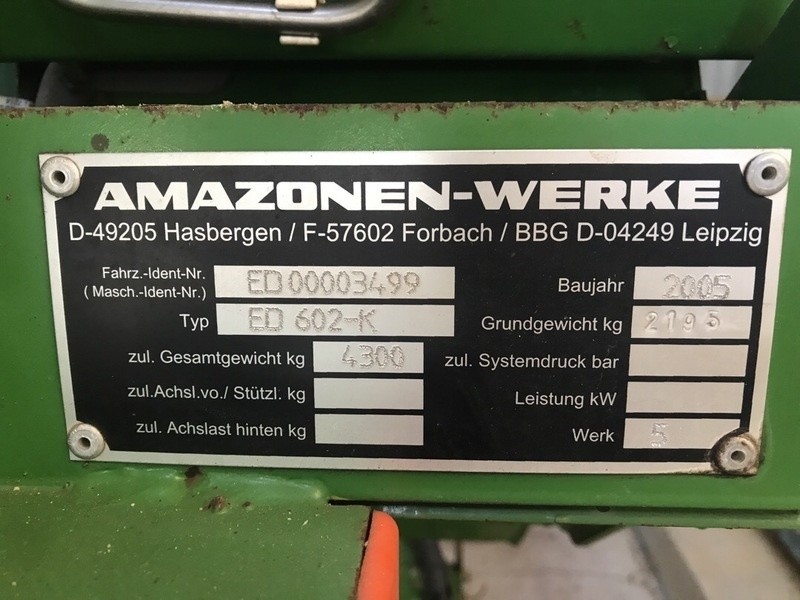 AMAZONEN-WERKE
D-49205 Hasbergen / F-57602 Forbach / BBG D-04249 Leipzig
Fahrz.-Ident-Nr. ED00003499 Baujahr 2005
( Masch.-Ident-Nr.)
Typ ED 602-K Grundgewicht kg 2195
zul. Gesamtgewicht kg 4300 zul. Systemdruck bar
zul.Achsl.vo./ Stützl. kg Leistung kW
zul. Achslast hinten kg Werk 5